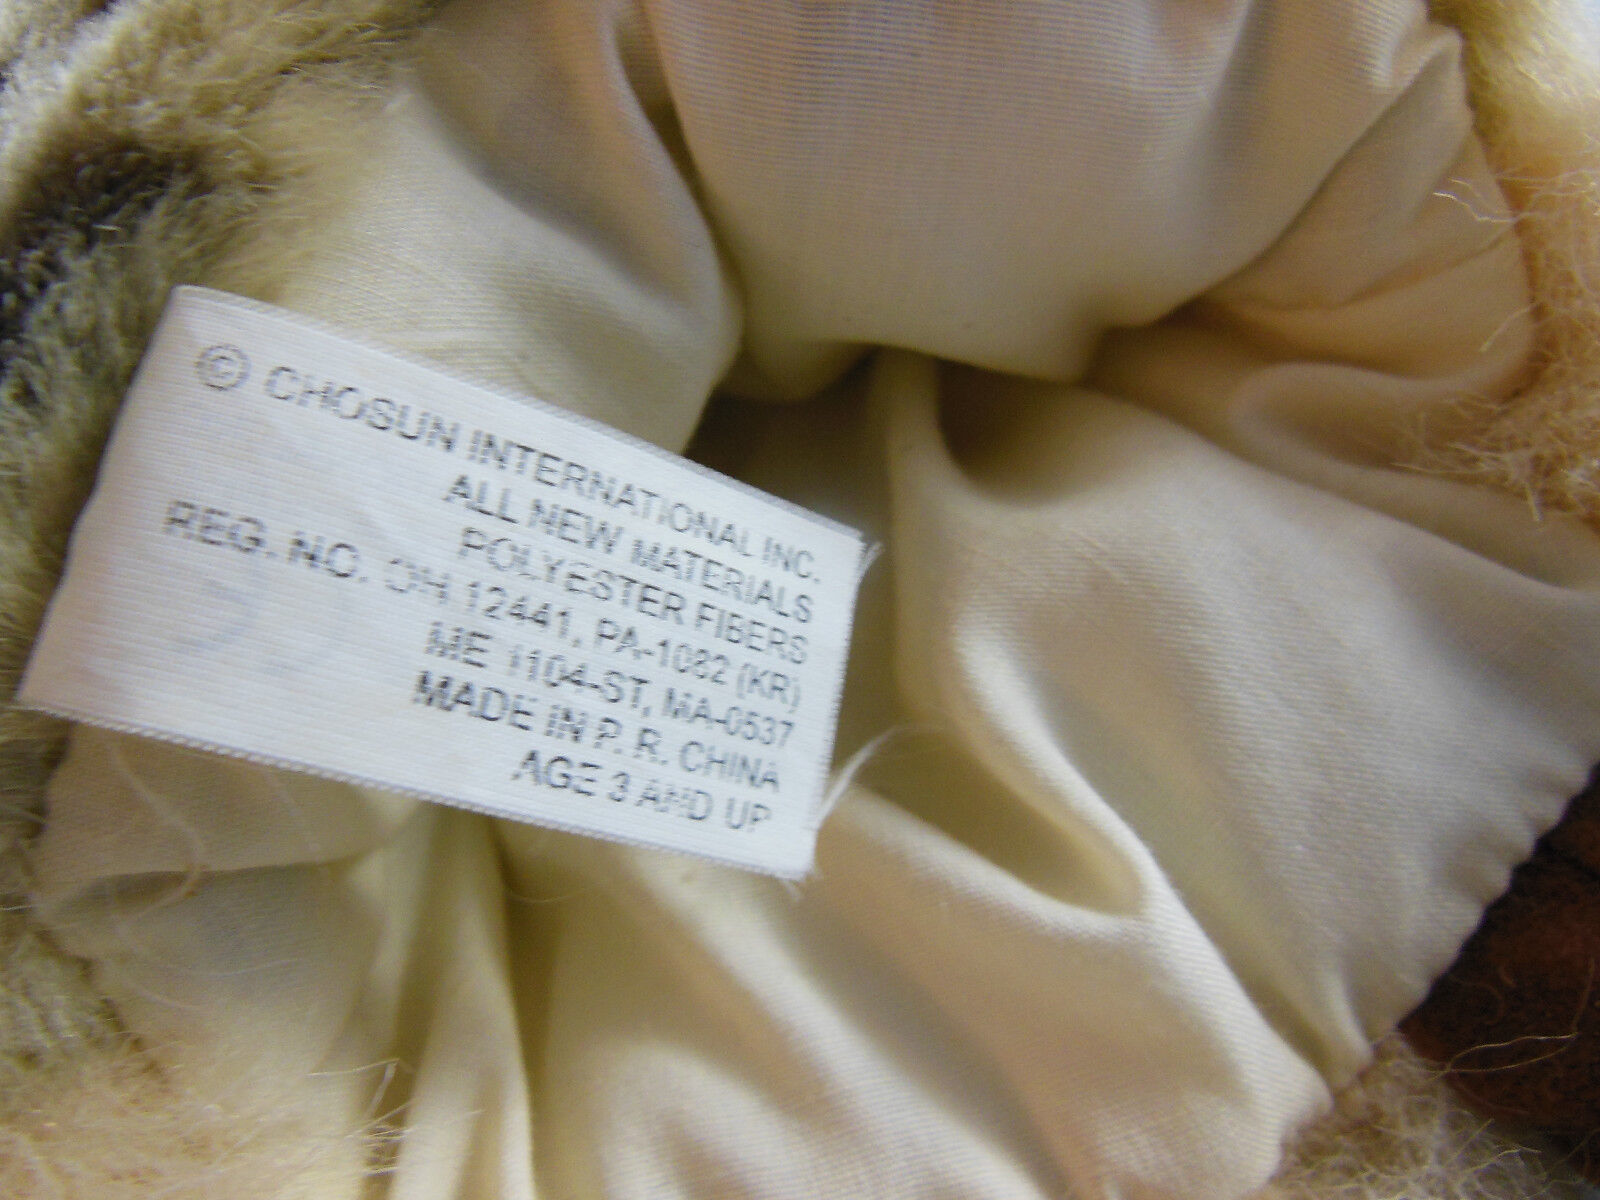 © CHOSUN INTERNATIONAL INC.
ALL NEW MATERIALS
POLYESTER FIBERS
REG. NO. OH 12441, PA-1082 (KR)
ME 1104-ST, MA-0537
MADE IN P. R. CHINA
AGE 3 AND UP